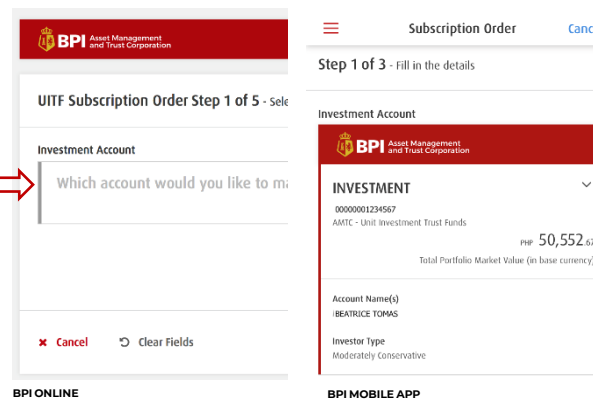 BPI Asset Management
and Trust Corporation
UITF Subscription Order Step 1 of 5 - Sele
Investment Account
Which account would you like to ma
Cancel
Clear Fields
BPI ONLINE
Subscription Order
Canc
Step 1 of 3 - Fill in the details
Investment Account
BPI Asset Management
and Trust Corporation
INVESTMENT
00000001234567
AMTC - Unit Investment Trust Funds
PHP 50,552.67
Total Portfolio Market Value (in base currency)
Account Name(s)
BEATRICE TOMAS
Investor Type
Moderately Conservative
BPI MOBILE APP